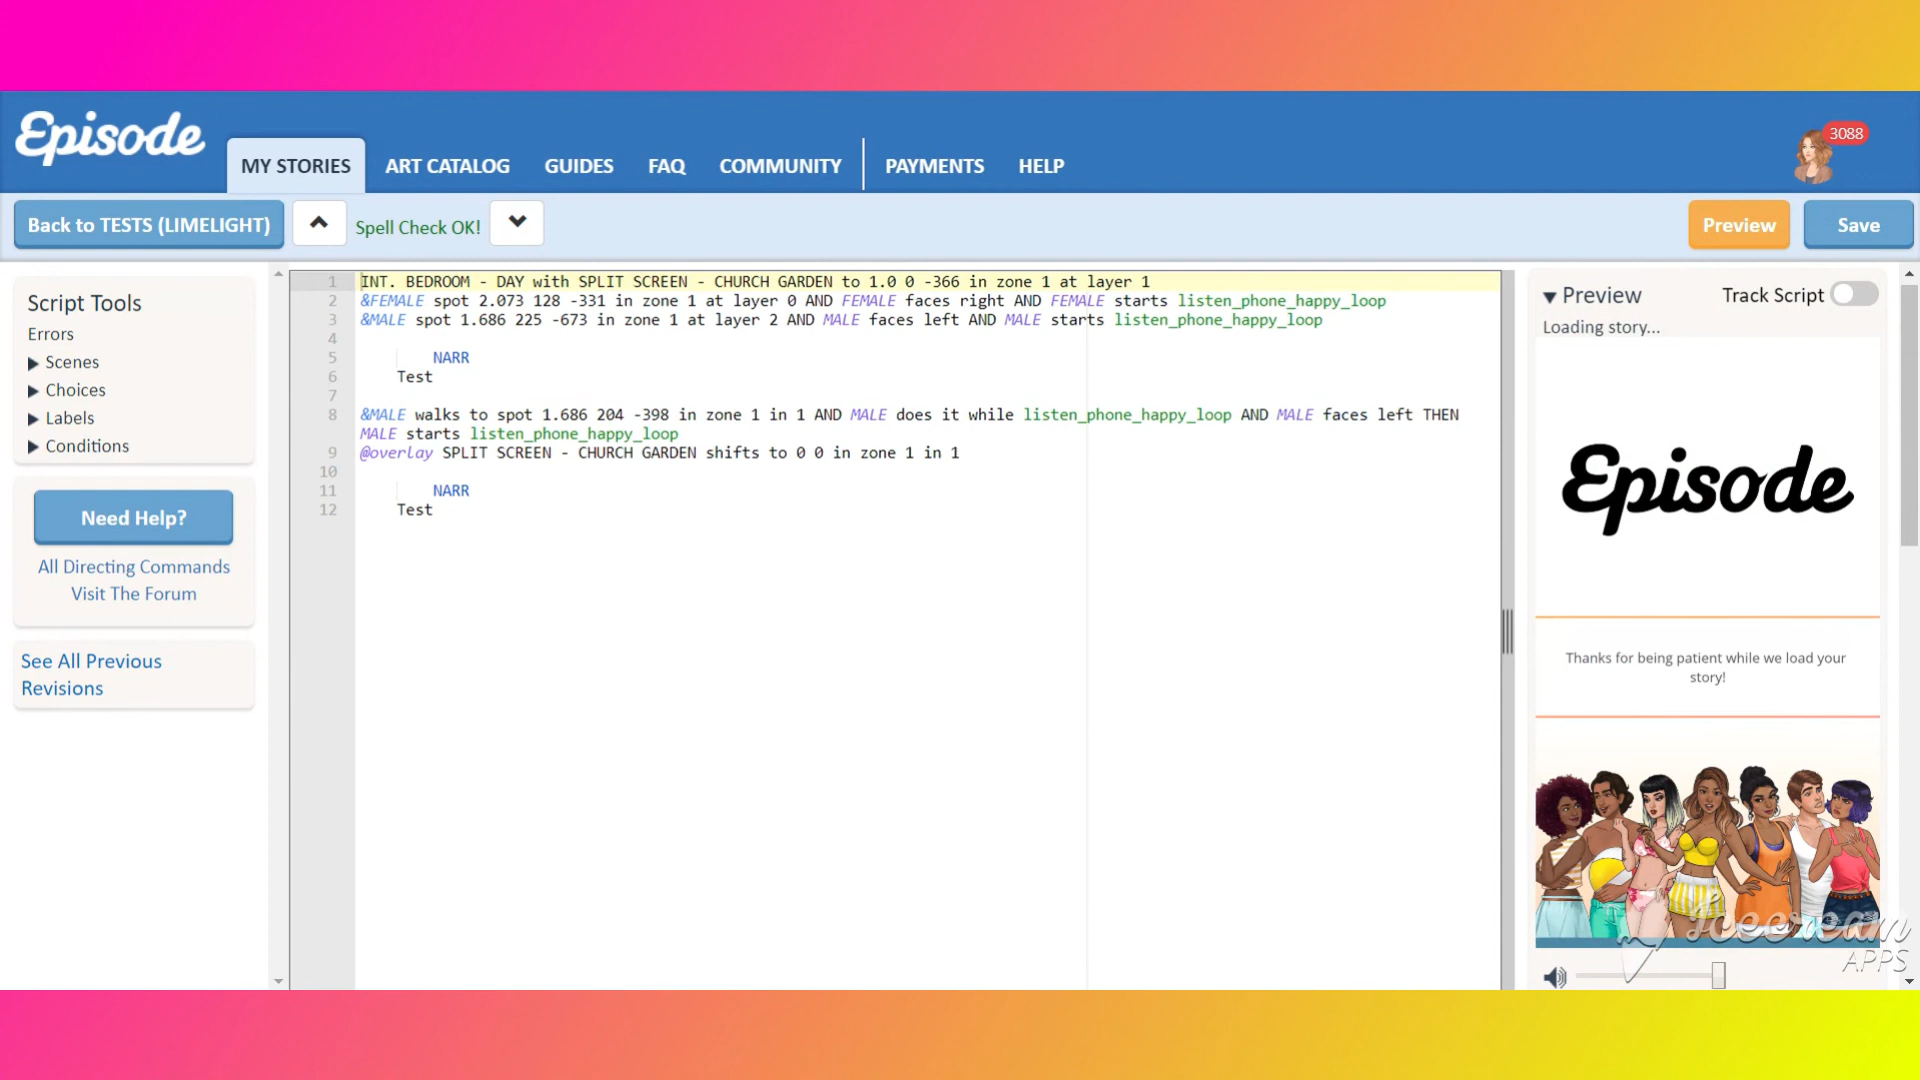 Episode
MY STORIES ART CATALOG GUIDES FAQ COMMUNITY PAYMENTS HELP
3088
Back to TESTS (LIMELIGHT) Spell Check OK! Preview Save
Script Tools
Errors
Scenes
Choices
Labels
Conditions
Need Help?
All Directing Commands
Visit The Forum
See All Previous
Revisions
1 INT. BEDROOM - DAY with SPLIT SCREEN - CHURCH GARDEN to 1.0 0 -366 in zone 1 at layer 1
2 &FEMALE spot 2.073 128 -331 in zone 1 at layer 0 AND FEMALE faces right AND FEMALE starts listen_phone_happy_loop
3 &MALE spot 1.686 225 -673 in zone 1 at layer 2 AND MALE faces left AND MALE starts listen_phone_happy_loop
4
5 NARR
6 Test
7
8 &MALE walks to spot 1.686 204 -398 in zone 1 in 1 AND MALE does it while listen_phone_happy_loop AND MALE faces left THEN
MALE starts listen_phone_happy_loop
9 @overlay SPLIT SCREEN - CHURCH GARDEN shifts to 0 0 in zone 1 in 1
10
11 NARR
12 Test
Preview Track Script
Loading story...
Episode
Thanks for being patient while we load your
story!
Icecream
APPS